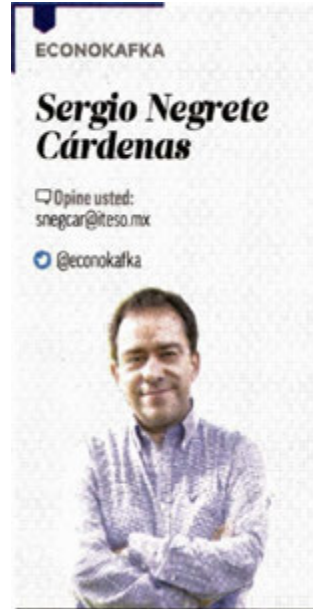 ECONOKAFKA
Sergio Negrete
Cárdenas
Opine usted:
snegcar@iteso.mx
@econokafka